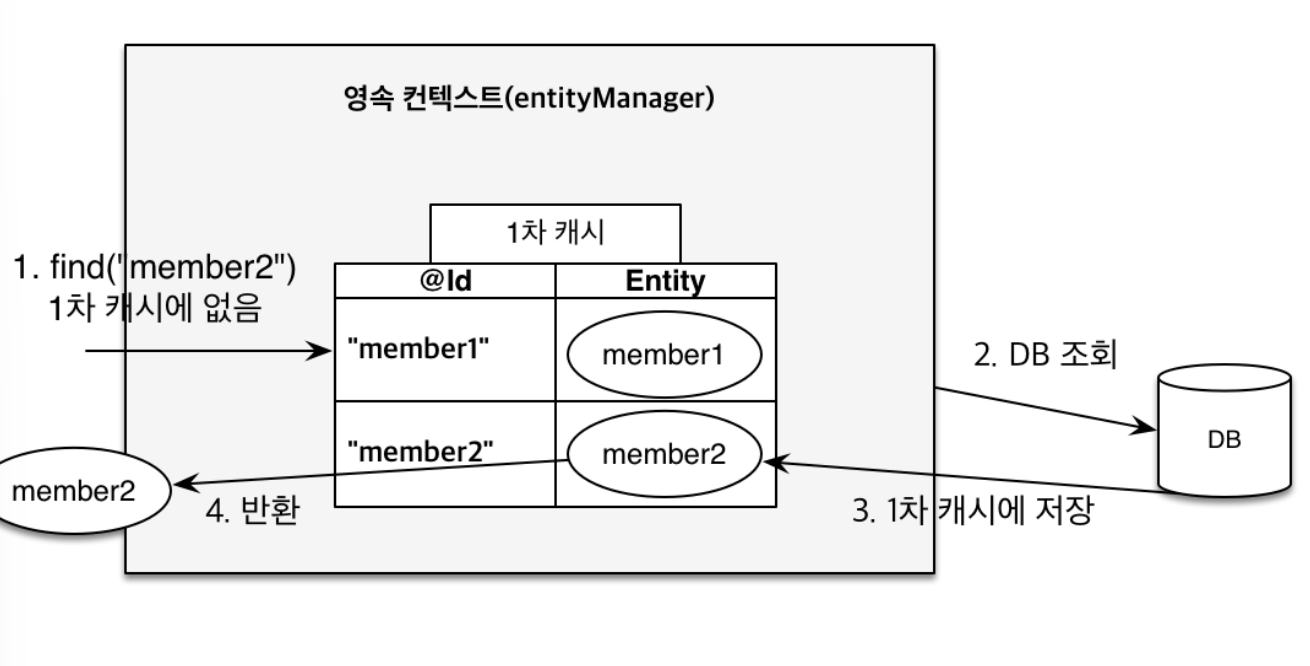 영속 컨텍스트(entityManager)
1차 캐시
1. find("member2")
1차 캐시에 없음
@Id Entity
"member1" member1
2. DB 조회
DB
"member2" member2
member2
4. 반환
3. 1차 캐시에 저장